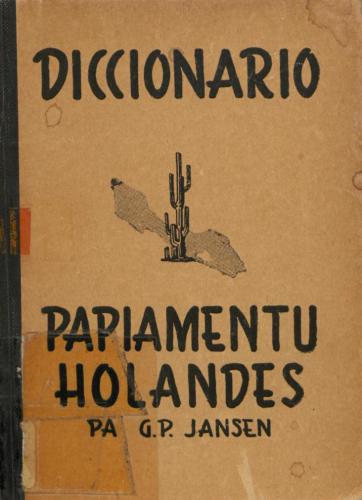 DICCIONARIO
PAPIAMENTU
HOLANDES
PA G.P. JANSEN